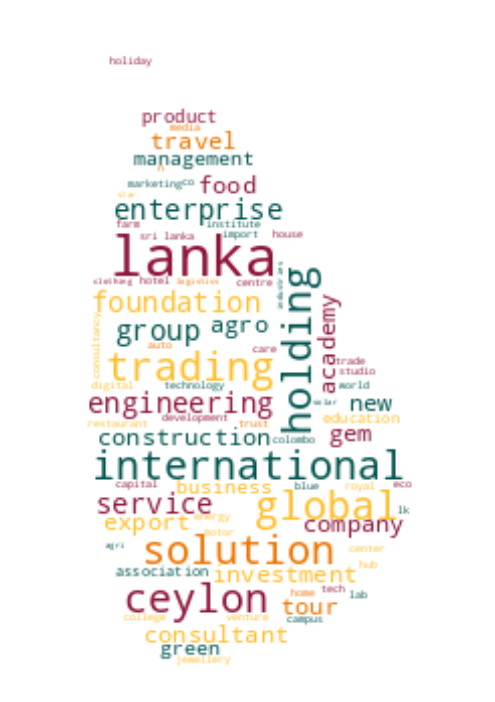 holiday
product
media
travel
management
n
marketing co food
star
enterprise
farm institute
sri lanka import house
lanka
clothing hotel logistics centre
industries
holding
foundation
academy
consultancy
group agro
auto care
trading
trade
studio
digital technology world
engineering
solar new
restaurant development trust education
construction colombo gem
international
capital business blue royal eco
service global lk
export energy company
motor
agri solution center
hub
association investment
ceylon home tech lab
tour
college venture campus
consultant
green
jewellery